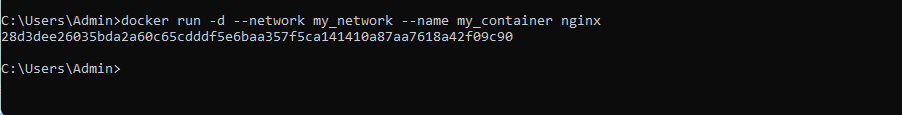 C:\Users\Admin>docker run -d --network my_network --name my_container nginx
28d3dee26035bda2a60c65cdddf5e6baa357f5ca141410a87aa7618a42f09c90
C:\Users\Admin>